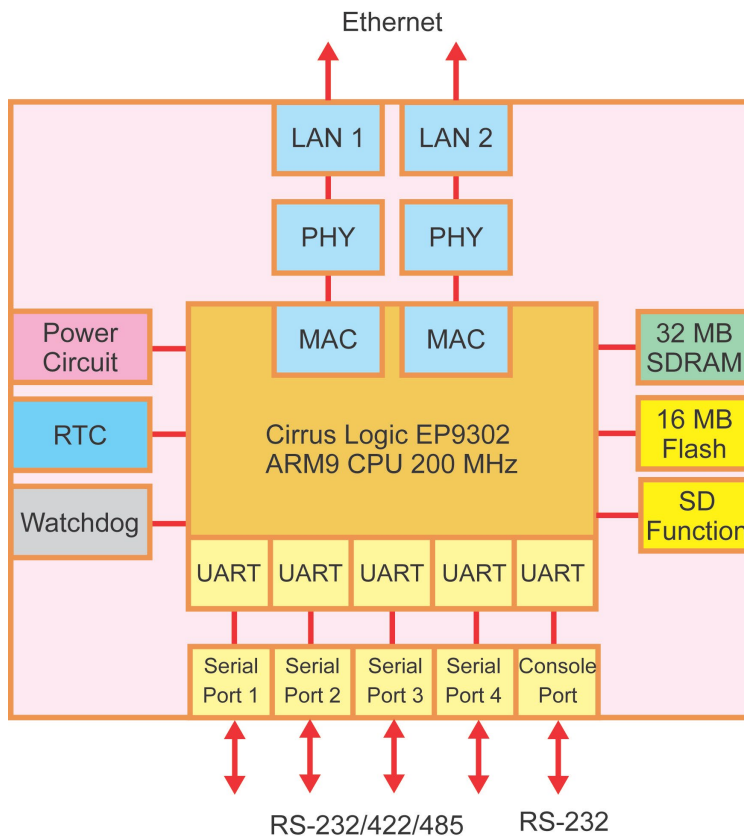 Ethernet
LAN 1
LAN 2
PHY
PHY
MAC
MAC
Power
Circuit
RTC
Watchdog
Cirrus Logic EP9302
ARM9 CPU 200 MHz
32 MB
SDRAM
16 MB
Flash
SD
Function
UART
UART
UART
UART
UART
Serial
Port 1
Serial
Port 2
Serial
Port 3
Serial
Port 4
Console
Port
RS-232/422/485
RS-232